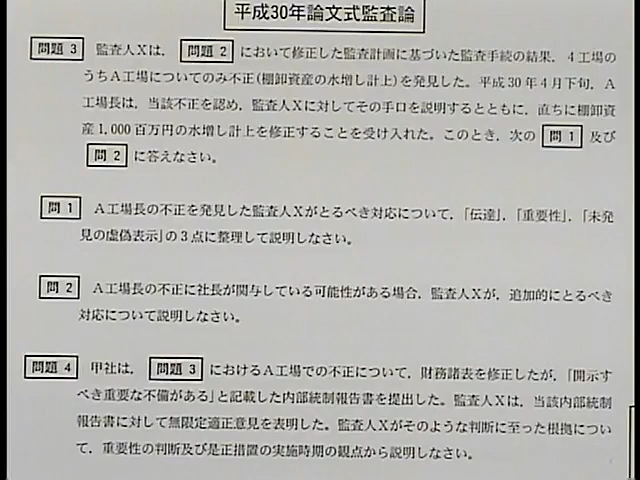 平成30年論文式監査論
問題3 監査人Xは，問題2において修正した監査計画に基づいた監査手続の結果，4工場の
うちA工場についてのみ不正(棚卸資産の水増し計上)を発見した。平成30年4月下旬，A
工場長は，当該不正を認め，監査人Xに対してその手口を説明するとともに，直ちに棚卸資
産1,000百万円の水増し計上を修正することを受け入れた。このとき，次の問1及び
問2に答えなさい。
問1 A工場長の不正を発見した監査人Xがとるべき対応について，「伝達」，「重要性」，「未発
見の虚偽表示」の3点に整理して説明しなさい。
問2 A工場長の不正に社長が関与している可能性がある場合，監査人Xが，追加的にとるべき
対応について説明しなさい。
問題4 甲社は，問題3におけるA工場での不正について，財務諸表を修正したが，「開示す
べき重要な不備がある」と記載した内部統制報告書を提出した。監査人Xは，当該内部統制
報告書に対して無限定適正意見を表明した。監査人Xがそのような判断に至った根拠につい
て，重要性の判断及び是正措置の実施時期の観点から説明しなさい。